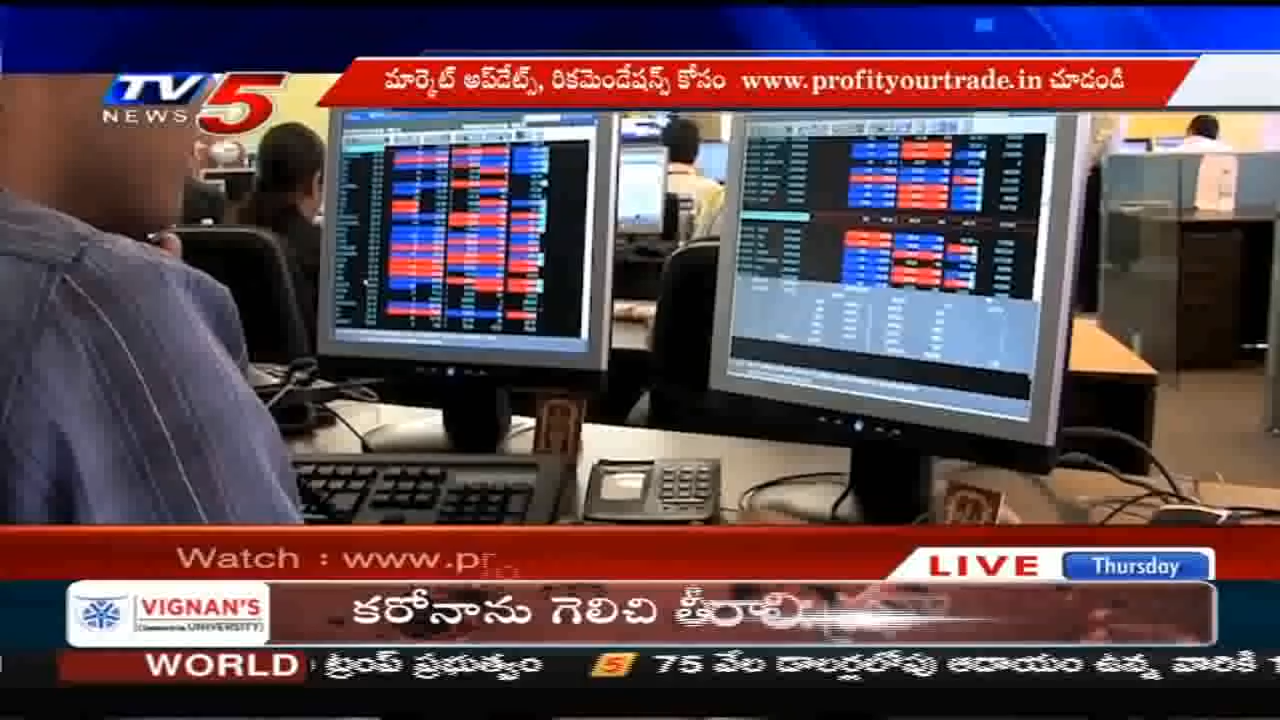 మార్కెట్ అప్‌డేట్స్, రికమెండేషన్స్ కోసం www.profityourtrade.in చూడండి
TV5
NEWS
Watch : www.p
LIVE
Thursday
VIGNAN'S
UNIVERSITY)
కరోనాను గెలిచి తీరాలి
WORLD
ట్రంప్ ప్రభుత్వం 5 75 వేల డాలర్లలోపు ఆదాయం ఉన్న వారికి